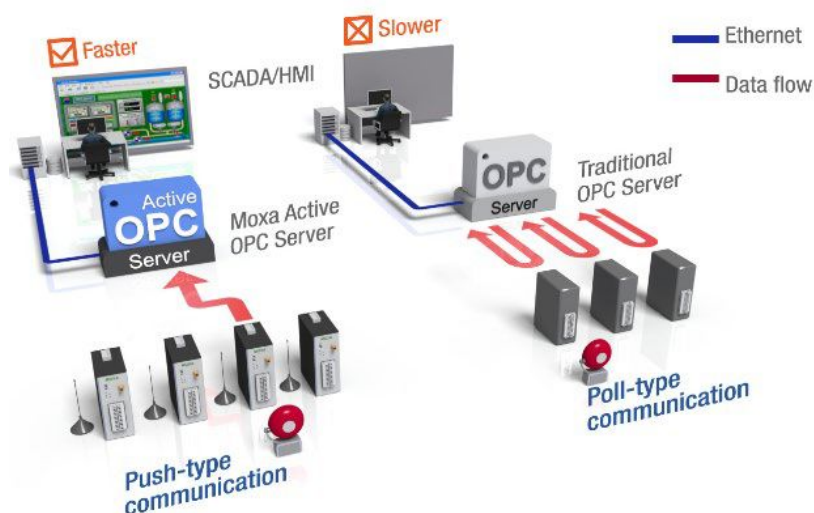 Faster
SCADA/HMI
Active
OPC
Server
Moxa Active
OPC Server
Push-type
communication
Slower
OPC
Server
Traditional
OPC Server
Poll-type
communication
Ethernet
Data flow